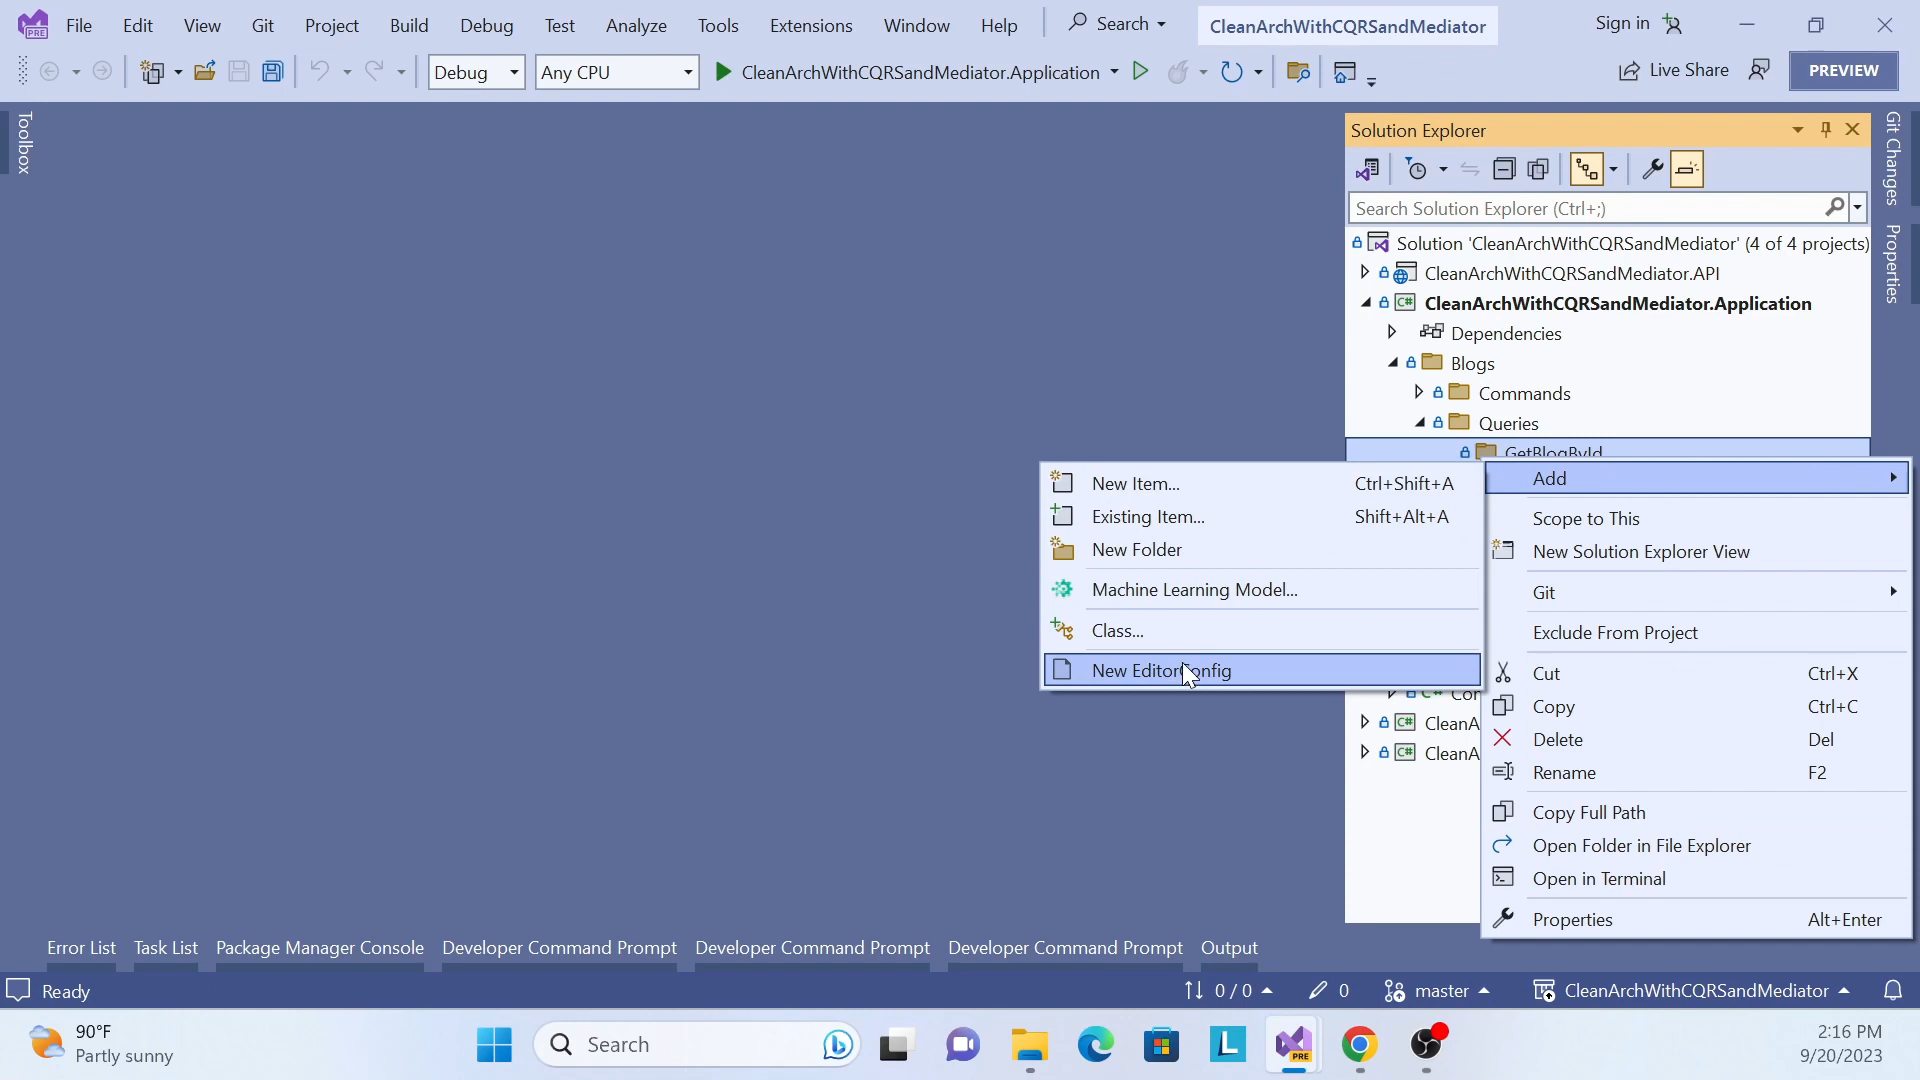 File Edit View Git Project Build Debug Test Analyze Tools Extensions Window Help Search CleanArchWithCQRSandMediator Sign in
Debug Any CPU CleanArchWithCQRSandMediator.Application Live Share PREVIEW
Toolbox
Solution Explorer
Search Solution Explorer (Ctrl+;)
Solution 'CleanArchWithCQRSandMediator' (4 of 4 projects)
CleanArchWithCQRSandMediator.API
CleanArchWithCQRSandMediator.Application
Dependencies
Blogs
Commands
Queries
GetBlogById
Con
CleanA
CleanA
Git Changes
Properties
New Item... Ctrl+Shift+A
Existing Item... Shift+Alt+A
New Folder
Machine Learning Model...
Class...
New EditorConfig
Add
Scope to This
New Solution Explorer View
Git
Exclude From Project
Cut Ctrl+X
Copy Ctrl+C
Delete Del
Rename F2
Copy Full Path
Open Folder in File Explorer
Open in Terminal
Properties Alt+Enter
Error List Task List Package Manager Console Developer Command Prompt Developer Command Prompt Developer Command Prompt Output
Ready 0 / 0 0 master CleanArchWithCQRSandMediator
90°F
Partly sunny
Search
PRE
2:16 PM
9/20/2023